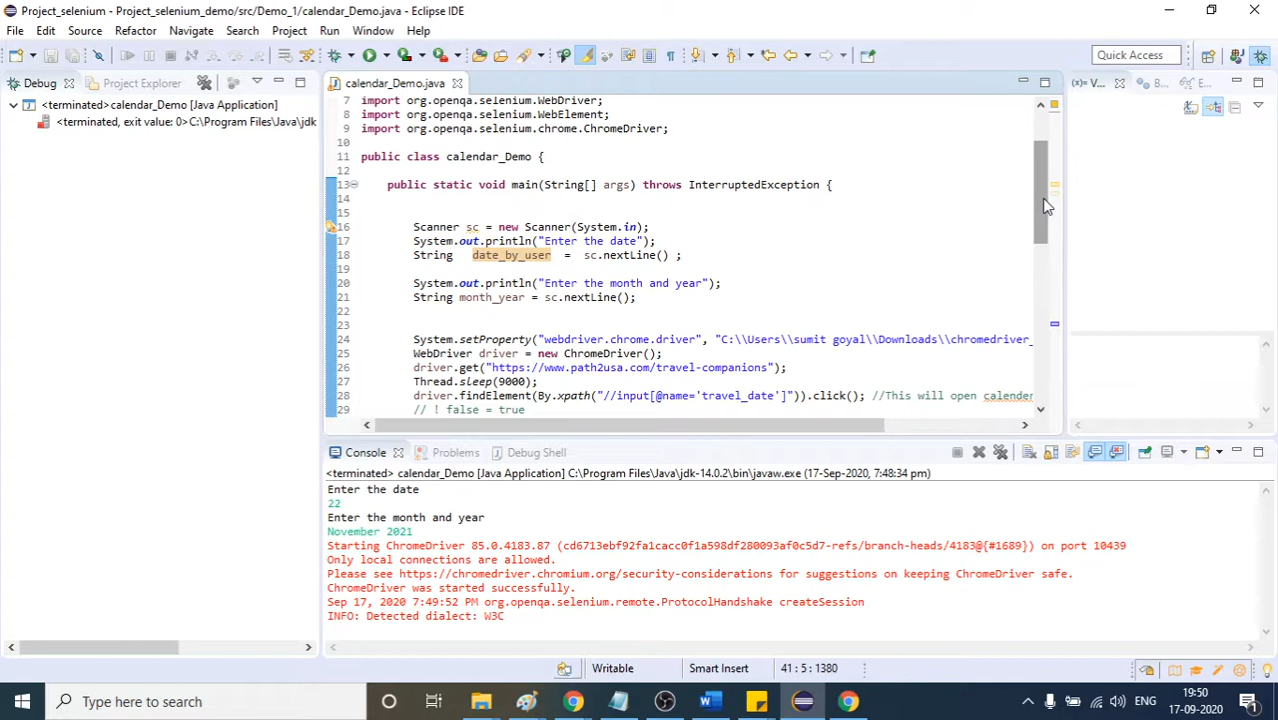 Project_selenium - Project_selenium_demo/src/Demo_1/calendar_Demo.java - Eclipse IDE
File Edit Source Refactor Navigate Search Project Run Window Help
Quick Access
Debug Project Explorer
calendar_Demo.java
V... B... E...
<terminated>calendar_Demo [Java Application]
<terminated, exit value: 0>C:\Program Files\Java\jdk
7 import org.openqa.selenium.WebDriver;
8 import org.openqa.selenium.WebElement;
9 import org.openqa.selenium.chrome.ChromeDriver;
10
11 public class calendar_Demo {
12
13 public static void main(String[] args) throws InterruptedException {
14
15
16 Scanner sc = new Scanner(System.in);
17 System.out.println("Enter the date");
18 String date_by_user = sc.nextLine() ;
19
20 System.out.println("Enter the month and year");
21 String month_year = sc.nextLine();
22
23
24 System.setProperty("webdriver.chrome.driver", "C:\\Users\\sumit goyal\\Downloads\\chromedriver_
25 WebDriver driver = new ChromeDriver();
26 driver.get("https://www.path2usa.com/travel-companions");
27 Thread.sleep(9000);
28 driver.findElement(By.xpath("//input[@name='travel_date']")).click(); //This will open calender
29 // ! false = true
Console Problems Debug Shell
<terminated> calendar_Demo [Java Application] C:\Program Files\Java\jdk-14.0.2\bin\javaw.exe (17-Sep-2020, 7:48:34 pm)
Enter the date
22
Enter the month and year
November 2021
Starting ChromeDriver 85.0.4183.87 (cd6713ebf92fa1cacc0f1a598df280093af0c5d7-refs/branch-heads/4183@{#1689}) on port 10439
Only local connections are allowed.
Please see https://chromedriver.chromium.org/security-considerations for suggestions on keeping ChromeDriver safe.
ChromeDriver was started successfully.
Sep 17, 2020 7:49:52 PM org.openqa.selenium.remote.ProtocolHandshake createSession
INFO: Detected dialect: W3C
Writable Smart Insert 41 : 5 : 1380
Type here to search
ENG
19:50
17-09-2020